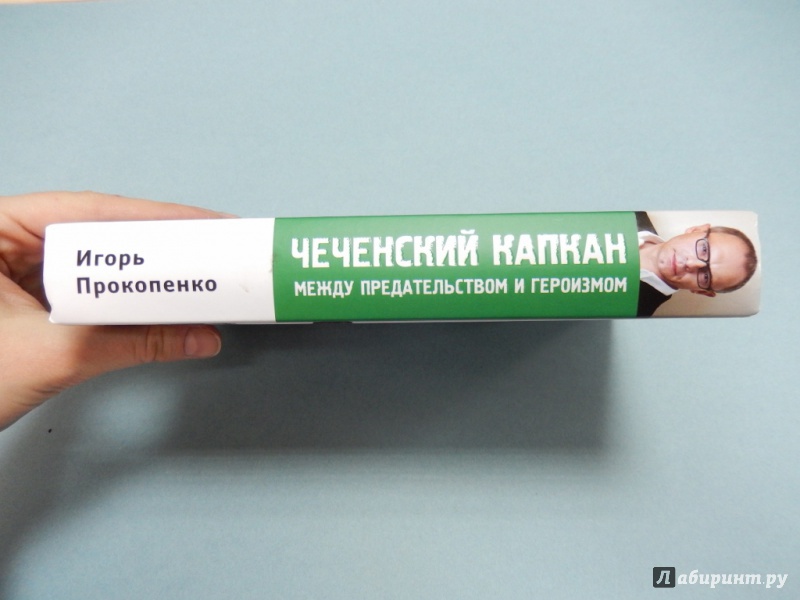 Игорь
Прокопенко
ЧЕЧЕНСКИЙ КАПКАН
МЕЖДУ ПРЕДАТЕЛЬСТВОМ И ГЕРОИЗМОМ
Лабиринт.ру